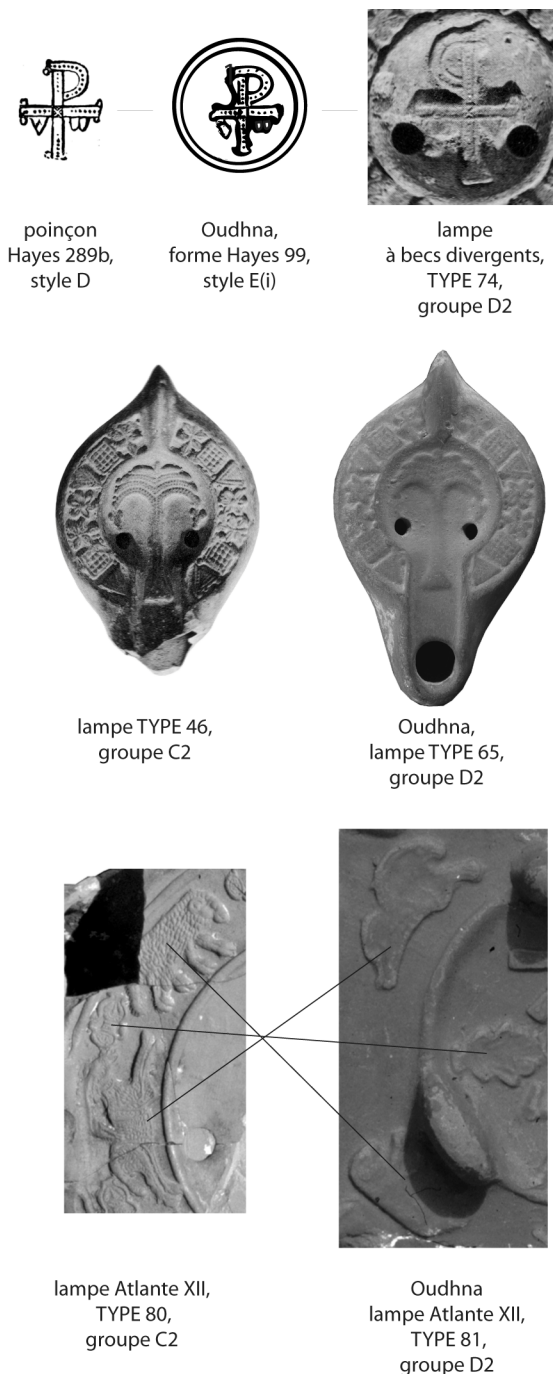 poinçon
Hayes 289b,
style D
Oudhna,
forme Hayes 99,
style E(i)
lampe
à becs divergents,
TYPE 74,
groupe D2
lampe TYPE 46,
groupe C2
Oudhna,
lampe TYPE 65,
groupe D2
lampe Atlante XII,
TYPE 80,
groupe C2
Oudhna
lampe Atlante XII,
TYPE 81,
groupe D2